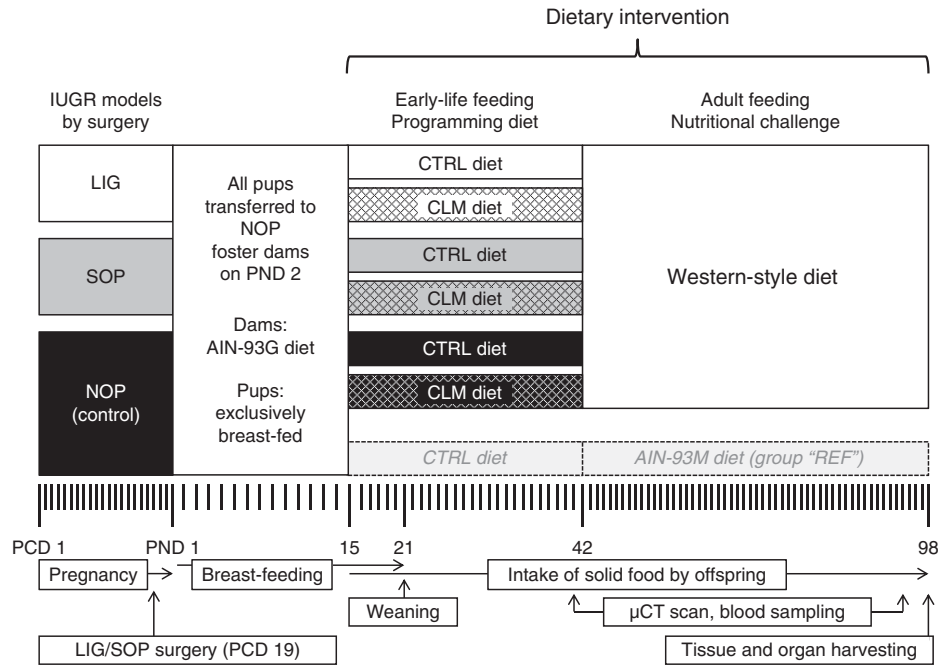 Dietary intervention
IUGR models
by surgery
Early-life feeding
Programming diet
Adult feeding
Nutritional challenge
LIG
SOP
NOP
(control)
All pups
transferred to
NOP
foster dams
on PND 2
Dams:
AIN-93G diet
Pups:
exclusively
breast-fed
CTRL diet
CLM diet
CTRL diet
CLM diet
CTRL diet
CLM diet
CTRL diet
Western-style diet
AIN-93M diet (group “REF”)
PCD 1
PND 1
15
21
42
98
Pregnancy
Breast-feeding
Intake of solid food by offspring
Weaning
μCT scan, blood sampling
LIG/SOP surgery (PCD 19)
Tissue and organ harvesting